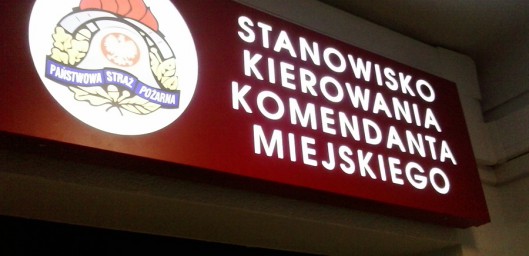 PAŃSTWOWA STRAŻ POŻARNA
STANOWISKO
KIEROWANIA
KOMENDANTA
MIEJSKIEGO